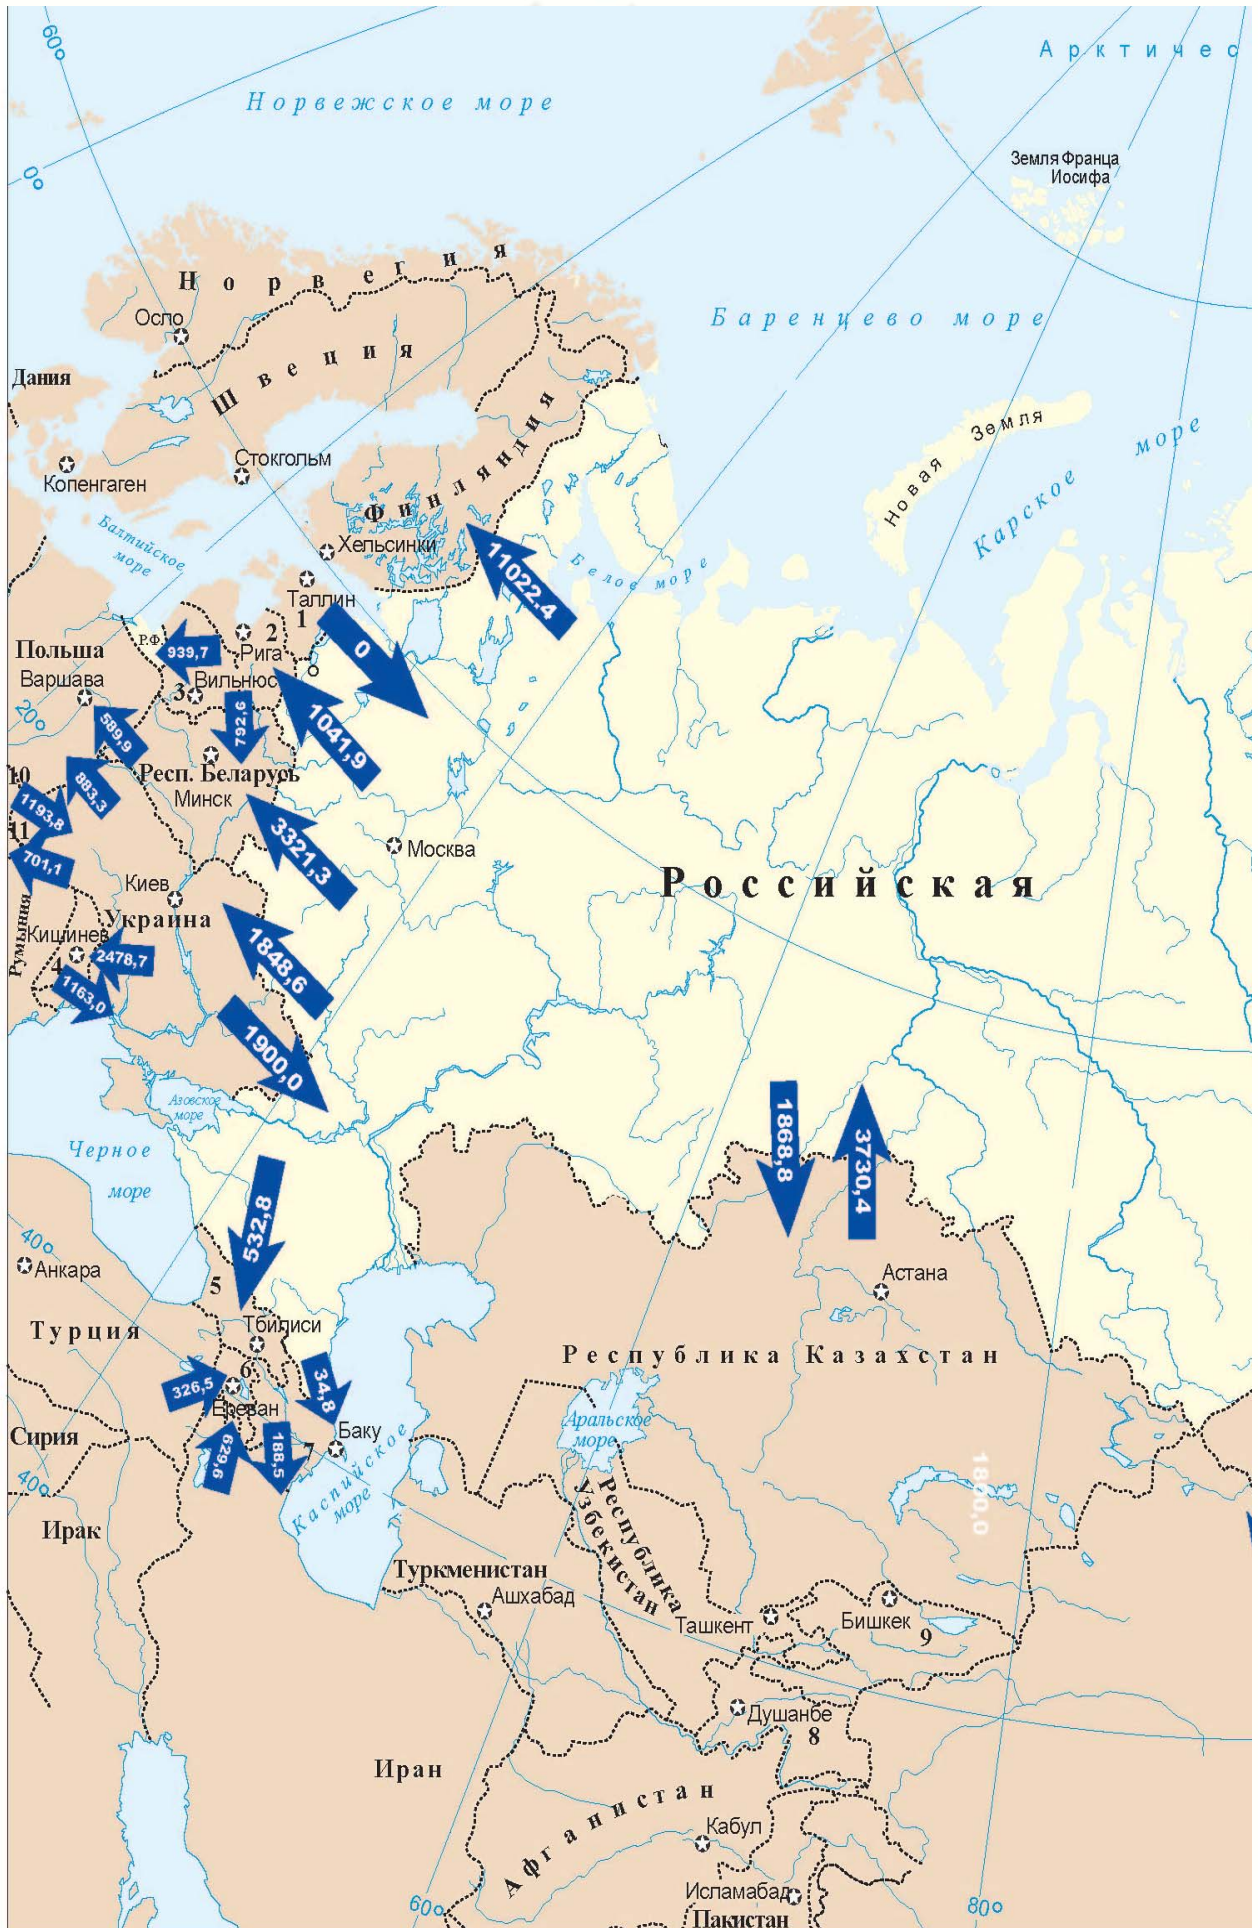 60°
Норвежское море
Арктичес
0°
Земля Франца
Иосифа
Норвегия
Осло
Баренцево море
Швеция
Дания
Новая Земля
Карское море
Финляндия
Стокгольм
Копенгаген
Балтийское
море
Хельсинки
11022.4
Белое море
Таллин
1
2
0
Р.Ф.
939,7
Рига
Польша
Варшава
3
Вильнюс
20°
589,9
792,6
1041,9
10
883,3
Респ. Беларусь
Минск
1193,8
11
701,1
3321,3
Москва
Российская
Киев
Украина
Румыния
Кишинев
4
2478,7
1848,6
1163,0
1900,0
Азовское
море
Черное
море
532,8
1868,8
3730,4
40°
Анкара
5
Астана
Турция
Тбилиси
Республика Казахстан
6
326,5
Ереван
34,8
Аральское
море
Сирия
629,6
188,5
7
Баку
Каспийское
море
1800,0
40°
Ирак
Республика
Узбекистан
Туркменистан
Ашхабад
Ташкент
Бишкек
9
Душанбе
8
Иран
Афганистан
Кабул
Исламабад
60°
80°
Пакистан